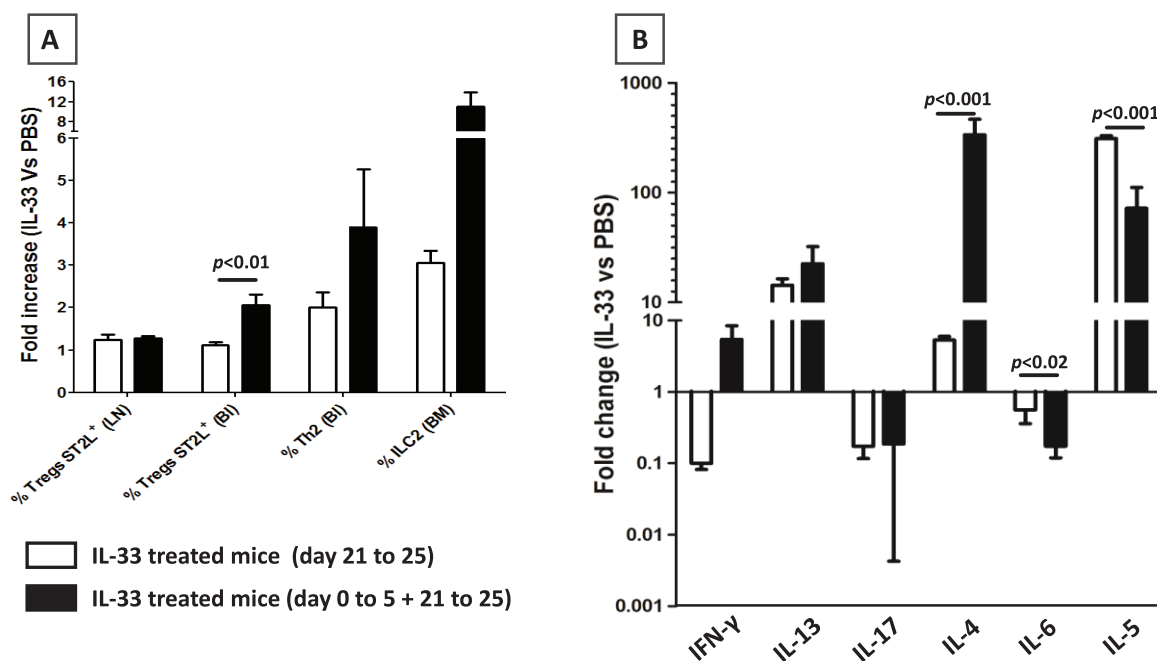 A
Fold increase (IL-33 Vs PBS)
16
12
8
6
5
4
3
2
1
0
p<0.01
% Tregs ST2L⁺ (LN)
% Tregs ST2L⁺ (Bl)
% Th2 (Bl)
% ILC2 (BM)
IL-33 treated mice (day 21 to 25)
IL-33 treated mice (day 0 to 5 + 21 to 25)
B
Fold change (IL-33 vs PBS)
1000
100
10
10
1
0.1
0.01
0.001
p<0.001
p<0.001
p<0.02
IFN-γ
IL-13
IL-17
IL-4
IL-6
IL-5